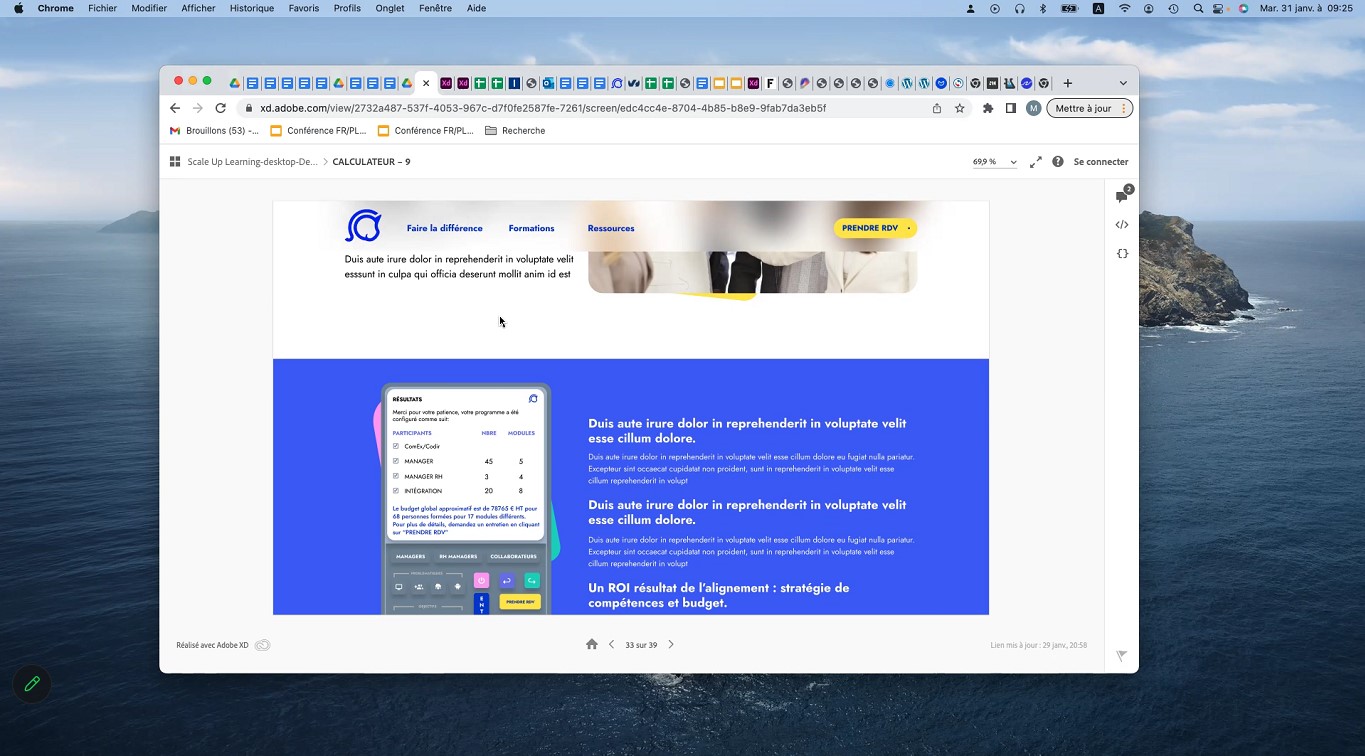 Chrome Fichier Modifier Afficher Historique Favoris Profils Onglet Fenêtre Aide
A
Mar. 31 janv. à 09:25
xd.adobe.com/view/2732a487-537f-4053-967c-d7f0fe2587fe-7261/screen/edc4cc4e-8704-4b85-b8e9-9fab7da3eb5f
M
Mettre à jour
Brouillons (53) –... Conférence FR/PL... Conférence FR/PL... Recherche
Scale Up Learning-desktop-De... > CALCULATEUR – 9
69,9 %
Se connecter
2
Faire la différence Formations Ressources
PRENDRE RDV
Duis aute irure dolor in reprehenderit in voluptate velit
esssunt in culpa qui officia deserunt mollit anim id est
RÉSULTATS
Merci pour votre patience, votre programme a été
configuré comme suit:
PARTICIPANTS NBRE MODULES
ComEx/Codir
MANAGER 45 5
MANAGER RH 3 4
INTÉGRATION 20 8
Le budget global approximatif est de 78765 € HT pour
68 personnes formées pour 17 modules différents.
Pour plus de détails, demandez un entretien en cliquant
sur "PRENDRE RDV"
MANAGERS RH MANAGERS COLLABORATEURS
PRENDRE RDV
E
N
T
Duis aute irure dolor in reprehenderit in voluptate velit
esse cillum dolore.
Duis aute irure dolor in reprehenderit in voluptate velit esse cillum dolore eu fugiat nulla pariatur.
Excepteur sint occaecat cupidatat non proident, sunt in reprehenderit in voluptate velit esse
cillum reprehenderit in volupt
Duis aute irure dolor in reprehenderit in voluptate velit
esse cillum dolore.
Duis aute irure dolor in reprehenderit in voluptate velit esse cillum dolore eu fugiat nulla pariatur.
Excepteur sint occaecat cupidatat non proident, sunt in reprehenderit in voluptate velit esse
cillum reprehenderit in volupt
Un ROI résultat de l'alignement : stratégie de
compétences et budget.
Réalisé avec Adobe XD
33 sur 39
Lien mis à jour : 29 janv., 20:58